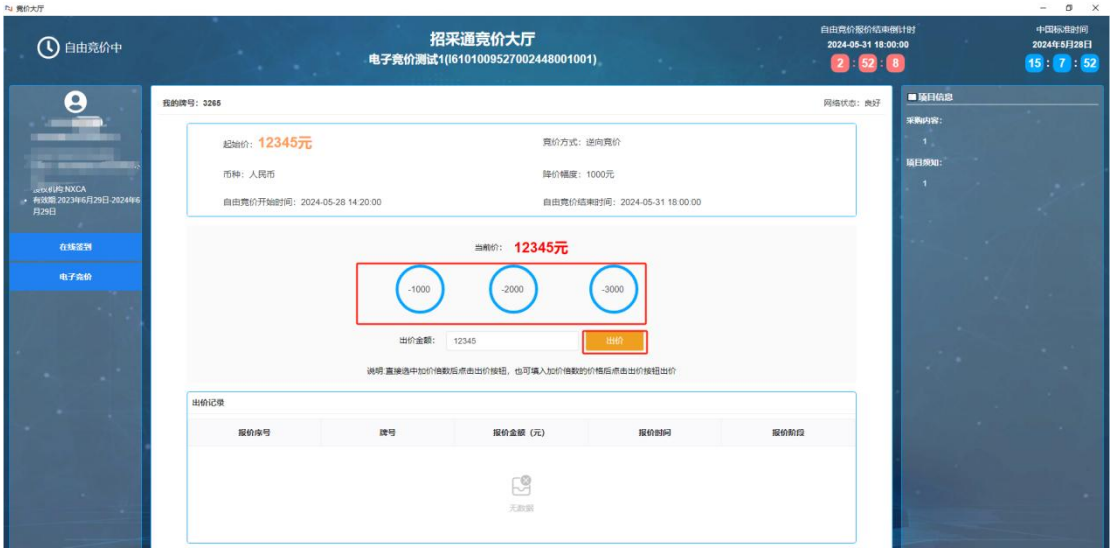 竞价大厅
自由竞价中
招采通竞价大厅
电子竞价测试1(I6101009527002448001001)
自由竞价报价结束倒计时
2024-05-31 18:00:00
2 : 52 : 8
中国标准时间
2024年5月28日
15 : 7 : 52
NXCA
有效期:2023年6月29日-2024年6
月29日
在线签到
电子竞价
我的牌号: 3265
网络状态: 良好
起始价: 12345元
竞价方式: 逆向竞价
币种: 人民币
降价幅度: 1000元
自由竞价开始时间: 2024-05-28 14:20:00
自由竞价结束时间: 2024-05-31 18:00:00
当前价: 12345元
-1000
-2000
-3000
出价金额: 12345
出价
说明:直接选中加价倍数后点击出价按钮，也可填入加价倍数的价格后点击出价按钮出价
出价记录
报价序号 牌号 报价金额（元） 报价时间 报价阶段
无数据
项目信息
采购内容:
1
项目须知:
1